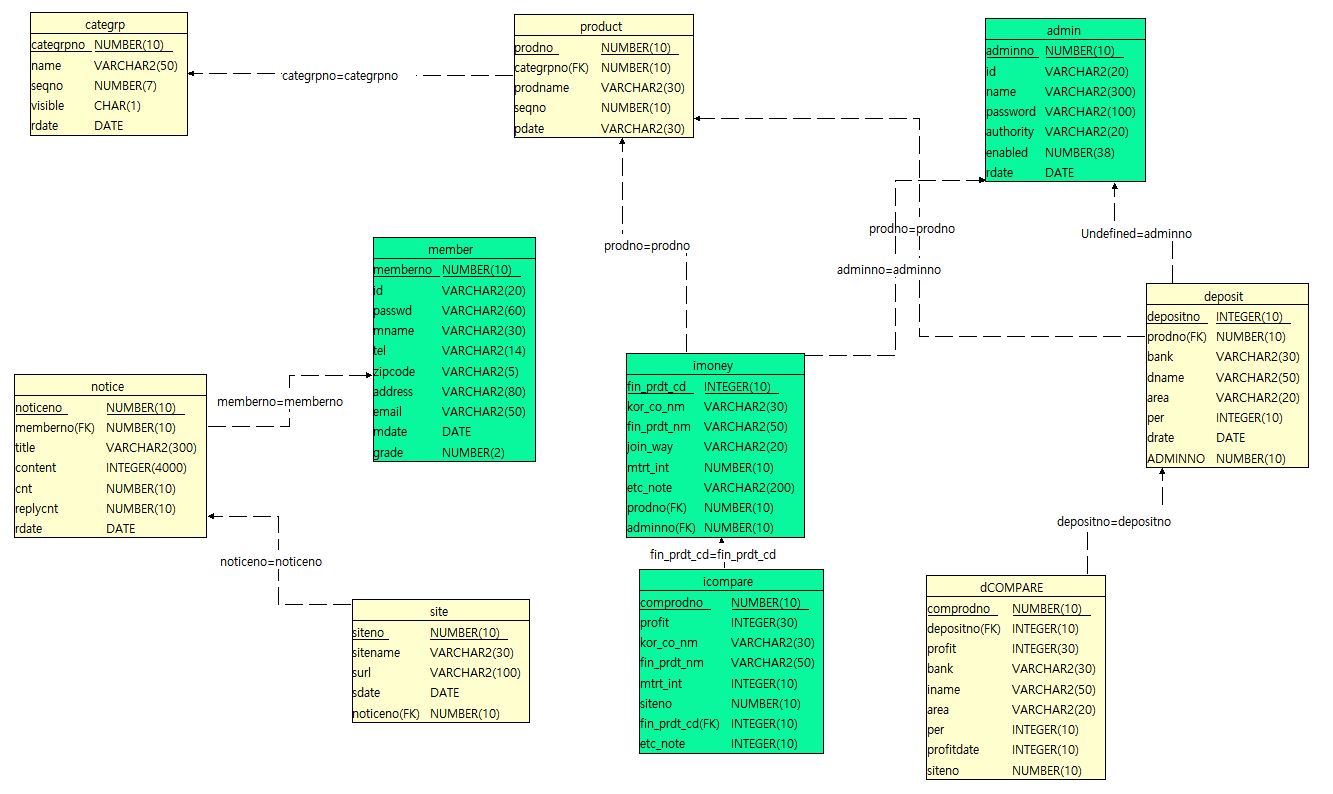 categrp
categrpno NUMBER(10)
name VARCHAR2(50)
seqno NUMBER(7)
visible CHAR(1)
rdate DATE
categrpno=categrpno
product
prodno NUMBER(10)
categrpno(FK) NUMBER(10)
prodname VARCHAR2(30)
seqno NUMBER(10)
pdate VARCHAR2(30)
admin
adminno NUMBER(10)
id VARCHAR2(20)
name VARCHAR2(300)
password VARCHAR2(100)
authority VARCHAR2(20)
enabled NUMBER(38)
rdate DATE
prodno=prodno
prodno=prodno
adminno=adminno
Undefined=adminno
member
memberno NUMBER(10)
id VARCHAR2(20)
passwd VARCHAR2(60)
mname VARCHAR2(30)
tel VARCHAR2(14)
zipcode VARCHAR2(5)
address VARCHAR2(80)
email VARCHAR2(50)
mdate DATE
grade NUMBER(2)
deposit
depositno INTEGER(10)
prodno(FK) NUMBER(10)
bank VARCHAR2(30)
dname VARCHAR2(50)
area VARCHAR2(20)
per INTEGER(10)
drate DATE
ADMINNO NUMBER(10)
notice
noticeno NUMBER(10)
memberno(FK) NUMBER(10)
title VARCHAR2(300)
content INTEGER(4000)
cnt NUMBER(10)
replycnt NUMBER(10)
rdate DATE
memberno=memberno
imoney
fin_prdt_cd INTEGER(10)
kor_co_nm VARCHAR2(30)
fin_prdt_nm VARCHAR2(50)
join_way VARCHAR2(20)
mtrt_int NUMBER(10)
etc_note VARCHAR2(200)
prodno(FK) NUMBER(10)
adminno(FK) NUMBER(10)
noticeno=noticeno
fin_prdt_cd=fin_prdt_cd
depositno=depositno
site
siteno NUMBER(10)
sitename VARCHAR2(30)
surl VARCHAR2(100)
sdate DATE
noticeno(FK) NUMBER(10)
icompare
comprodno NUMBER(10)
profit INTEGER(30)
kor_co_nm VARCHAR2(30)
fin_prdt_nm VARCHAR2(50)
mtrt_int INTEGER(10)
siteno NUMBER(10)
fin_prdt_cd(FK) INTEGER(10)
etc_note INTEGER(10)
dCOMPARE
comprodno NUMBER(10)
depositno(FK) INTEGER(10)
profit INTEGER(30)
bank VARCHAR2(30)
iname VARCHAR2(50)
area VARCHAR2(20)
per INTEGER(10)
profitdate INTEGER(10)
siteno NUMBER(10)